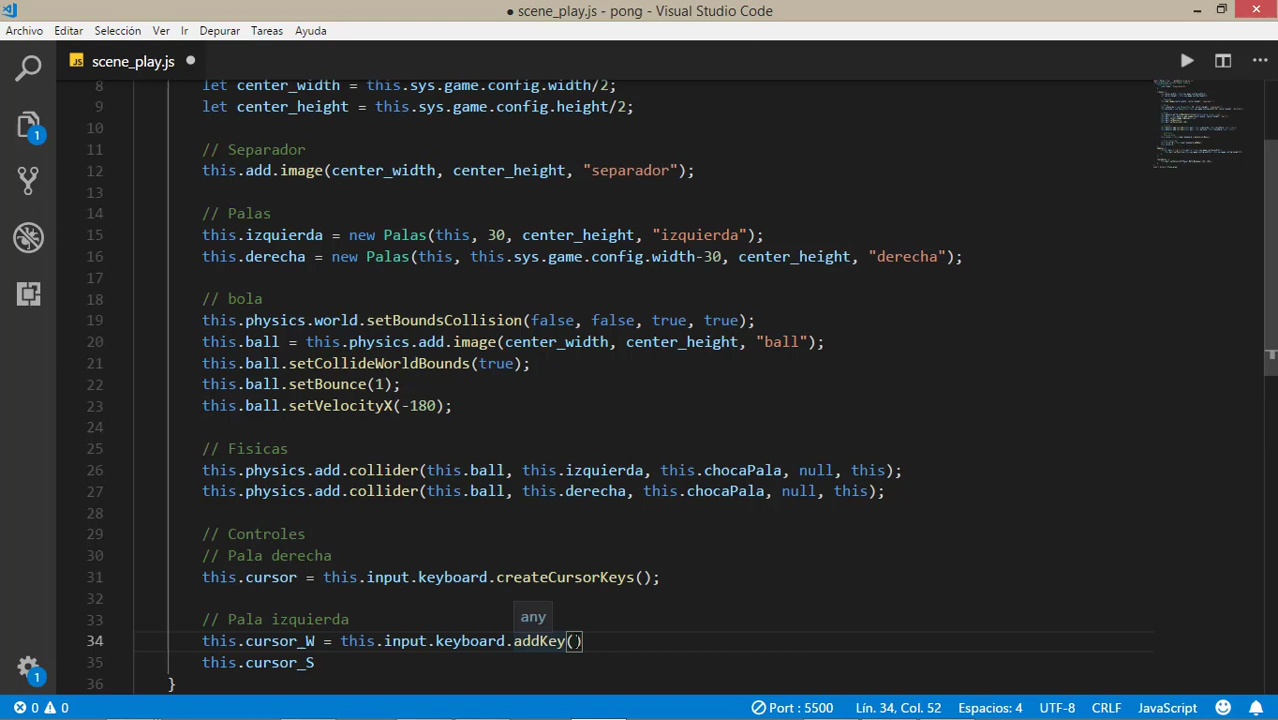 ● scene_play.js - pong - Visual Studio Code
Archivo Editar Selección Ver Ir Depurar Tareas Ayuda
JS scene_play.js ●
8 let center_width = this.sys.game.config.width/2;
9 let center_height = this.sys.game.config.height/2;
10
11 // Separador
12 this.add.image(center_width, center_height, "separador");
13
14 // Palas
15 this.izquierda = new Palas(this, 30, center_height, "izquierda");
16 this.derecha = new Palas(this, this.sys.game.config.width-30, center_height, "derecha");
17
18 // bola
19 this.physics.world.setBoundsCollision(false, false, true, true);
20 this.ball = this.physics.add.image(center_width, center_height, "ball");
21 this.ball.setCollideWorldBounds(true);
22 this.ball.setBounce(1);
23 this.ball.setVelocityX(-180);
24
25 // Fisicas
26 this.physics.add.collider(this.ball, this.izquierda, this.chocaPala, null, this);
27 this.physics.add.collider(this.ball, this.derecha, this.chocaPala, null, this);
28
29 // Controles
30 // Pala derecha
31 this.cursor = this.input.keyboard.createCursorKeys();
32
33 // Pala izquierda
any
34 this.cursor_W = this.input.keyboard.addKey()
35 this.cursor_S
36 }
1
1
0 0 Port : 5500 Lín. 34, Col. 52 Espacios: 4 UTF-8 CRLF JavaScript